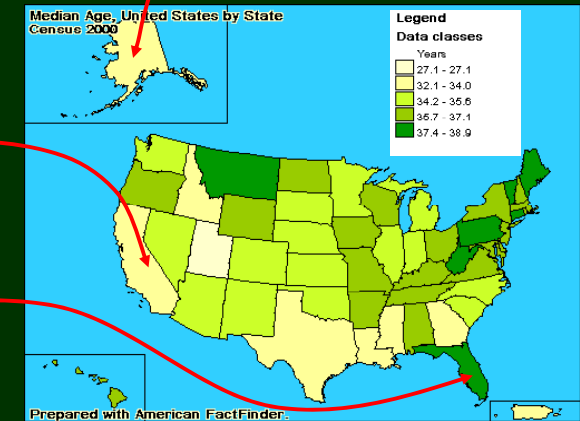 Median Age, United States by State
Census 2000
Legend
Data classes
Years
27.1 - 27.1
32.1 - 34.0
34.2 - 35.6
35.7 - 37.1
37.4 - 38.9
Prepared with American FactFinder.